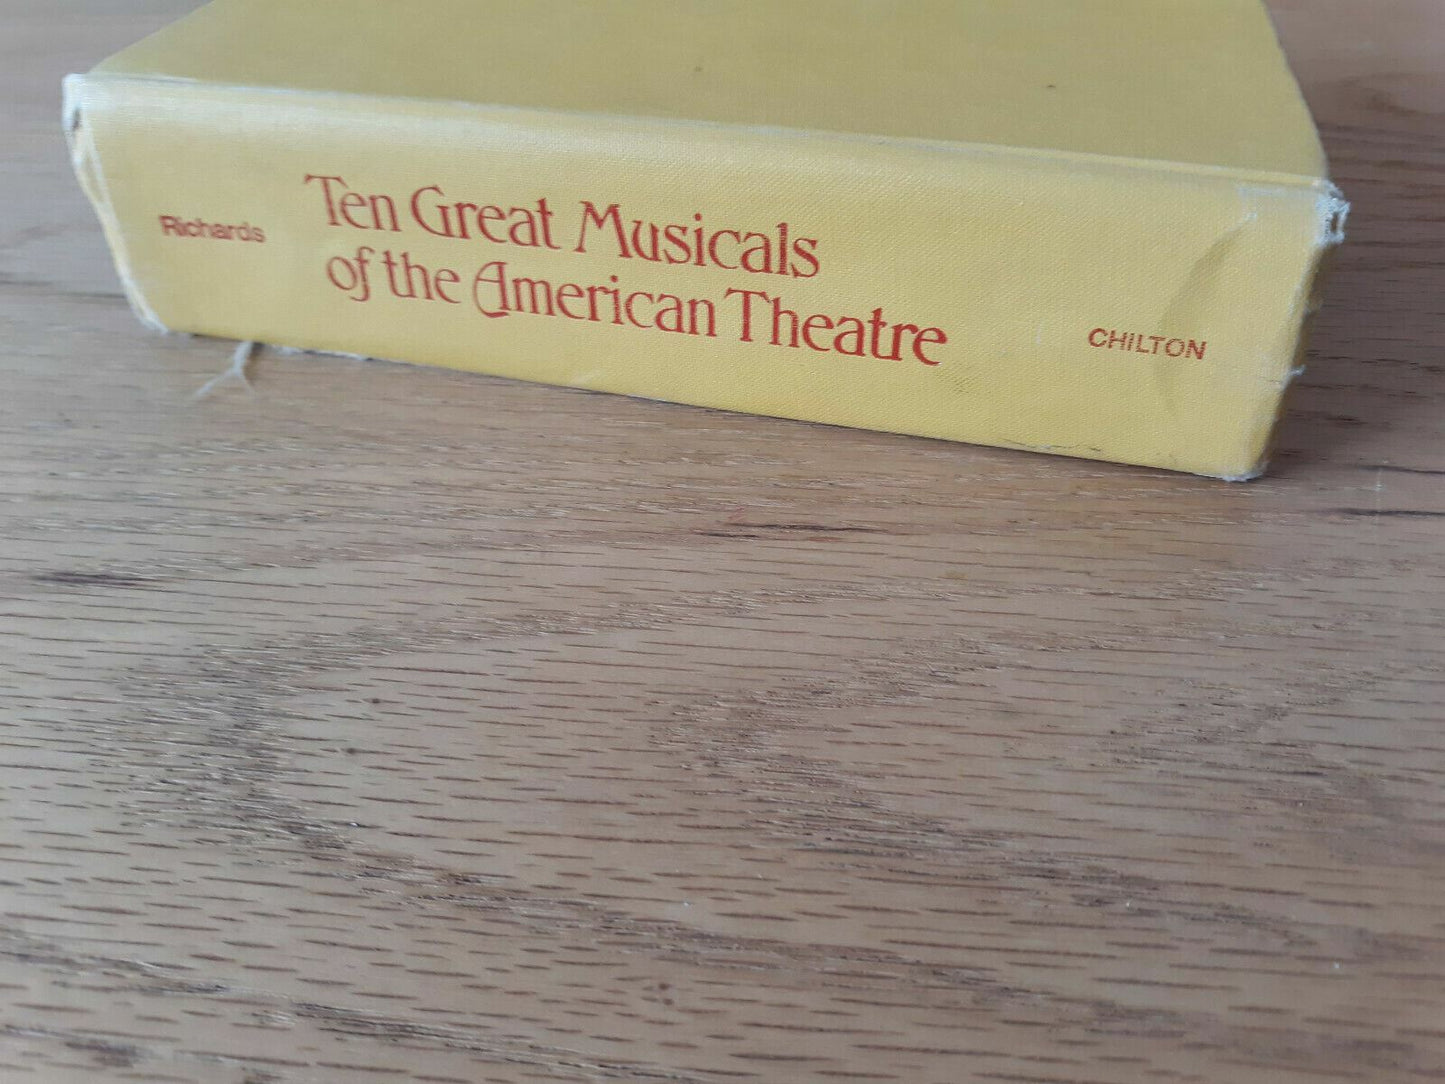 Richards
Ten Great Musicals
of the American Theatre
CHILTON